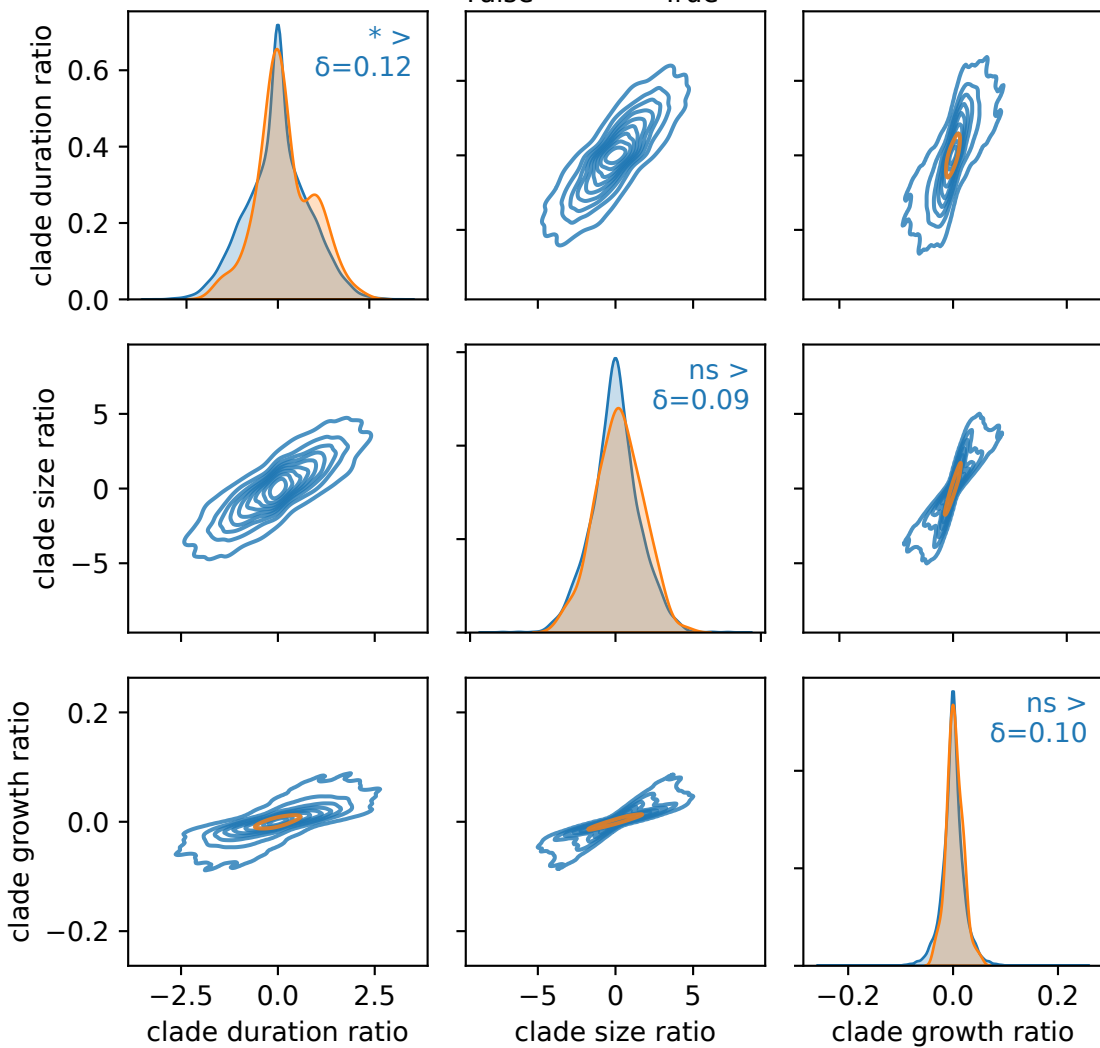 raise True
clade duration ratio
0.6
0.4
0.2
0.0
* >
δ=0.12
clade size ratio
5
0
−5
ns >
δ=0.09
clade growth ratio
0.2
0.0
−0.2
ns >
δ=0.10
−2.5 0.0 2.5
−5 0 5
−0.2 0.0 0.2
clade duration ratio
clade size ratio
clade growth ratio